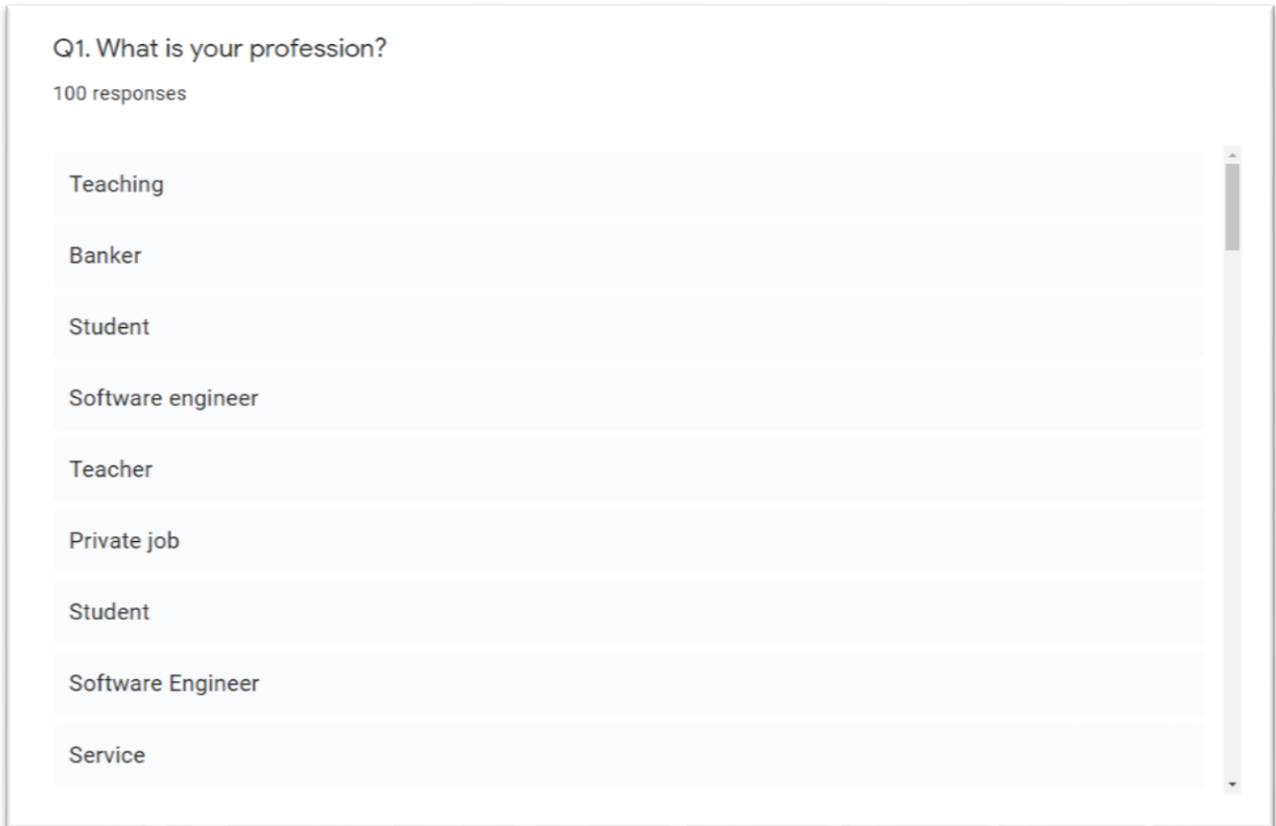 Q1. What is your profession?
100 responses
Teaching
Banker
Student
Software engineer
Teacher
Private job
Student
Software Engineer
Service